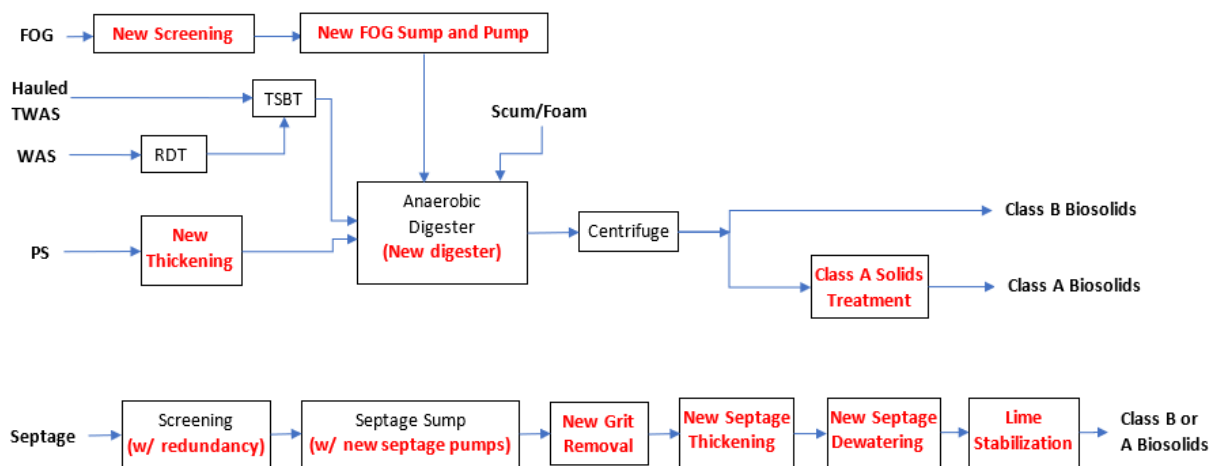 FOG
New Screening
New FOG Sump and Pump
Hauled
TWAS
TSBT
Scum/Foam
WAS
RDT
Anaerobic
Digester
(New digester)
Centrifuge
Class B Biosolids
PS
New
Thickening
Class A Solids
Treatment
Class A Biosolids
Septage
Screening
(w/ redundancy)
Septage Sump
(w/ new septage pumps)
New Grit
Removal
New Septage
Thickening
New Septage
Dewatering
Lime
Stabilization
Class B or
A Biosolids